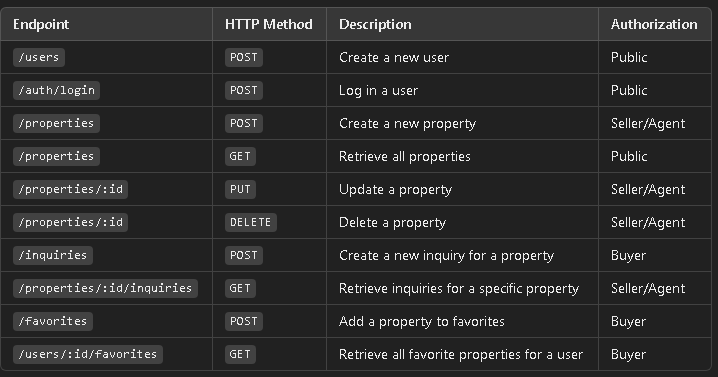 Endpoint HTTP Method Description Authorization
/users POST Create a new user Public
/auth/login POST Log in a user Public
/properties POST Create a new property Seller/Agent
/properties GET Retrieve all properties Public
/properties/:id PUT Update a property Seller/Agent
/properties/:id DELETE Delete a property Seller/Agent
/inquiries POST Create a new inquiry for a property Buyer
/properties/:id/inquiries GET Retrieve inquiries for a specific property Seller/Agent
/favorites POST Add a property to favorites Buyer
/users/:id/favorites GET Retrieve all favorite properties for a user Buyer